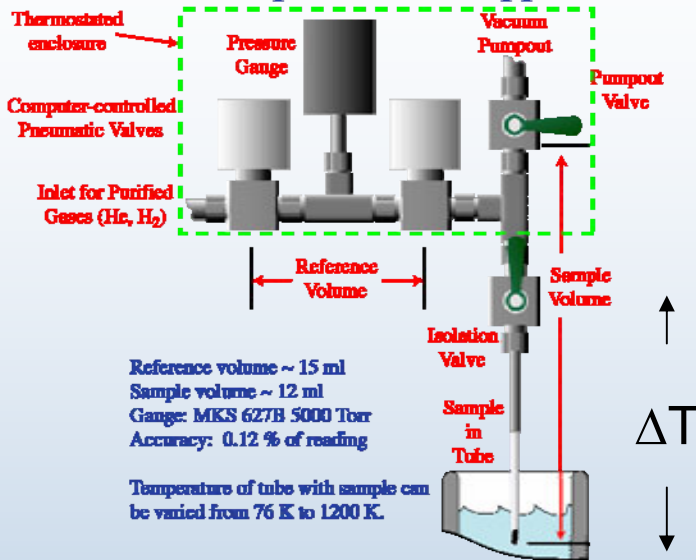 Thermostated
enclosure
Pressure
Gauge
Vacuum
Pumpout
Pumpout
Valve
Computer-controlled
Pneumatic Valves
Inlet for Purified
Gases (He, H₂)
Reference
Volume
Sample
Volume
Isolation
Valve
Reference volume ~ 15 ml
Sample volume ~ 12 ml
Gauge: MKS 627B 5000 Torr
Accuracy: 0.12 % of reading
Sample
in
Tube
ΔT
Temperature of tube with sample can
be varied from 76 K to 1200 K.